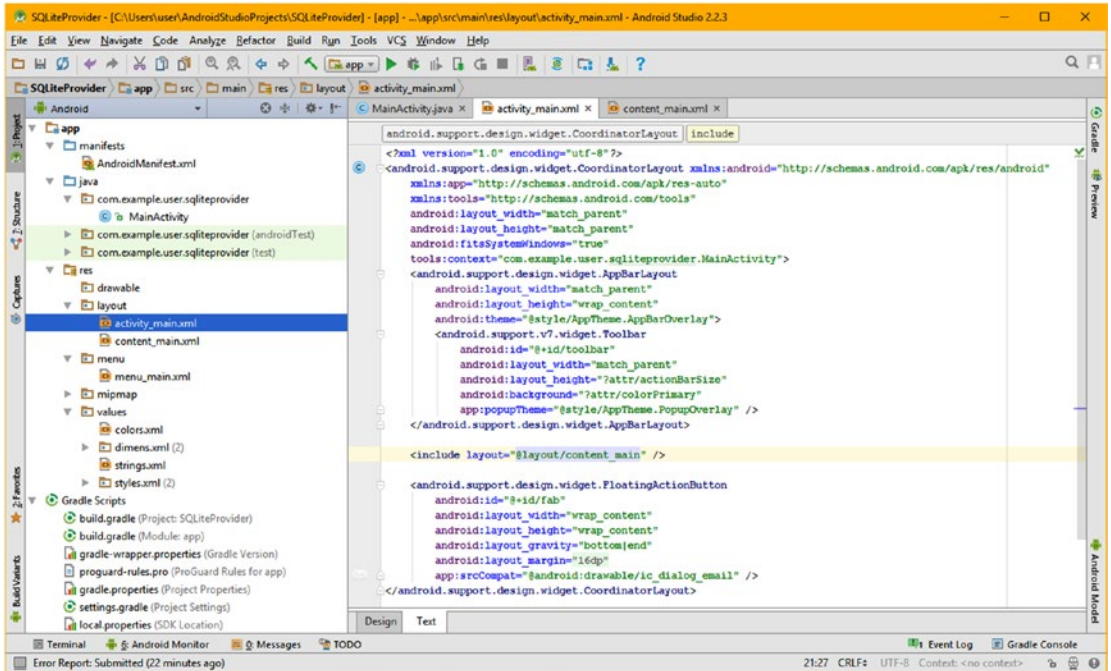 SQLiteProvider - [C:\Users\user\AndroidStudioProjects\SQLiteProvider] - [app] - ...\app\src\main\res\layout\activity_main.xml - Android Studio 2.2.3
File Edit View Navigate Code Analyze Refactor Build Run Tools VCS Window Help
app
SQLiteProvider app src main res layout activity_main.xml
Android
MainActivity.java × activity_main.xml × content_main.xml ×
1: Project
7: Structure
Captures
2: Favorites
Build Variants
app
manifests
AndroidManifest.xml
java
com.example.user.sqliteprovider
MainActivity
com.example.user.sqliteprovider (androidTest)
com.example.user.sqliteprovider (test)
res
drawable
layout
activity_main.xml
content_main.xml
menu
menu_main.xml
mipmap
values
colors.xml
dimens.xml (2)
strings.xml
styles.xml (2)
Gradle Scripts
build.gradle (Project: SQLiteProvider)
build.gradle (Module: app)
gradle-wrapper.properties (Gradle Version)
proguard-rules.pro (ProGuard Rules for app)
gradle.properties (Project Properties)
settings.gradle (Project Settings)
local.properties (SDK Location)
android.support.design.widget.CoordinatorLayout include
<?xml version="1.0" encoding="utf-8"?>
<android.support.design.widget.CoordinatorLayout xmlns:android="http://schemas.android.com/apk/res/android"
xmlns:app="http://schemas.android.com/apk/res-auto"
xmlns:tools="http://schemas.android.com/tools"
android:layout_width="match_parent"
android:layout_height="match_parent"
android:fitsSystemWindows="true"
tools:context="com.example.user.sqliteprovider.MainActivity">
<android.support.design.widget.AppBarLayout
android:layout_width="match_parent"
android:layout_height="wrap_content"
android:theme="@style/AppTheme.AppBarOverlay">
<android.support.v7.widget.Toolbar
android:id="@+id/toolbar"
android:layout_width="match_parent"
android:layout_height="?attr/actionBarSize"
android:background="?attr/colorPrimary"
app:popupTheme="@style/AppTheme.PopupOverlay" />
</android.support.design.widget.AppBarLayout>
<include layout="@layout/content_main" />
<android.support.design.widget.FloatingActionButton
android:id="@+id/fab"
android:layout_width="wrap_content"
android:layout_height="wrap_content"
android:layout_gravity="bottom|end"
android:layout_margin="16dp"
app:srcCompat="@android:drawable/ic_dialog_email" />
</android.support.design.widget.CoordinatorLayout>
Gradle
Preview
Android Model
Design Text
Terminal 6: Android Monitor 0: Messages TODO 1 Event Log Gradle Console
Error Report: Submitted (22 minutes ago) 21:27 CRLF÷ UTF-8 Context: <no context>